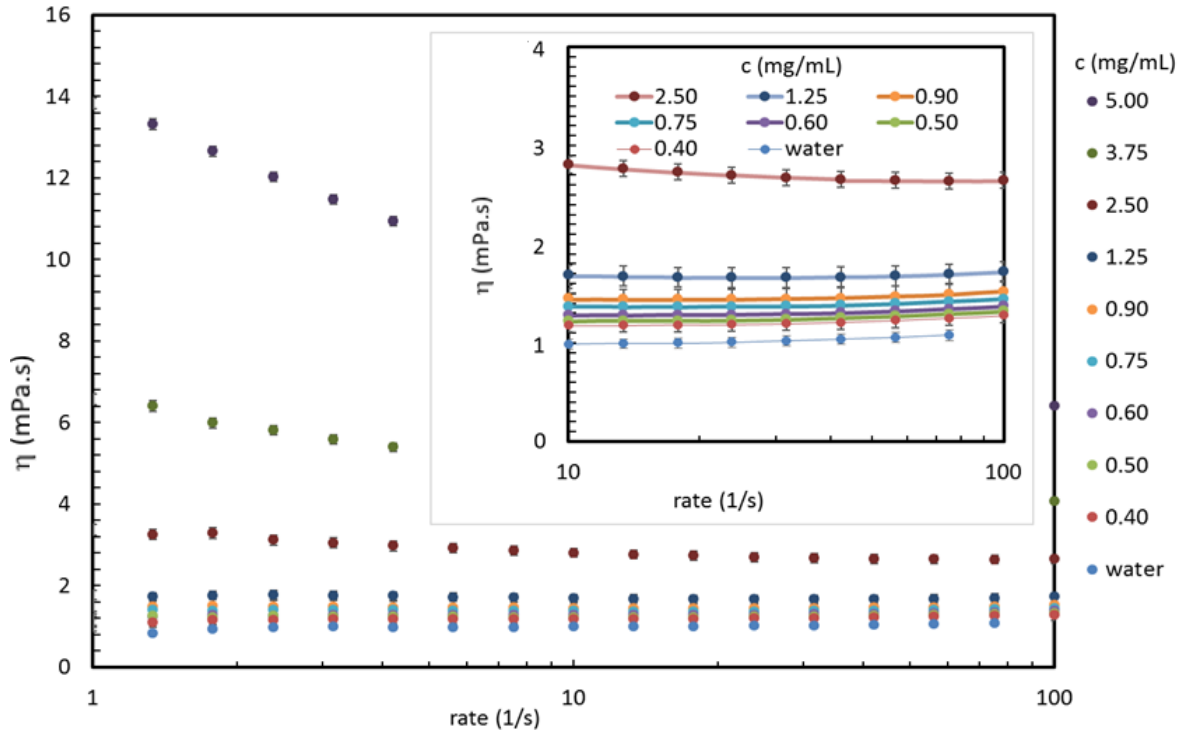 16
14
12
10
8
6
4
2
0
η (mPa.s)
1
10
100
rate (1/s)
4
3
2
1
0
η (mPa.s)
10
100
rate (1/s)
c (mg/mL)
2.50 1.25 0.90
0.75 0.60 0.50
0.40 water
c (mg/mL)
5.00
3.75
2.50
1.25
0.90
0.75
0.60
0.50
0.40
water